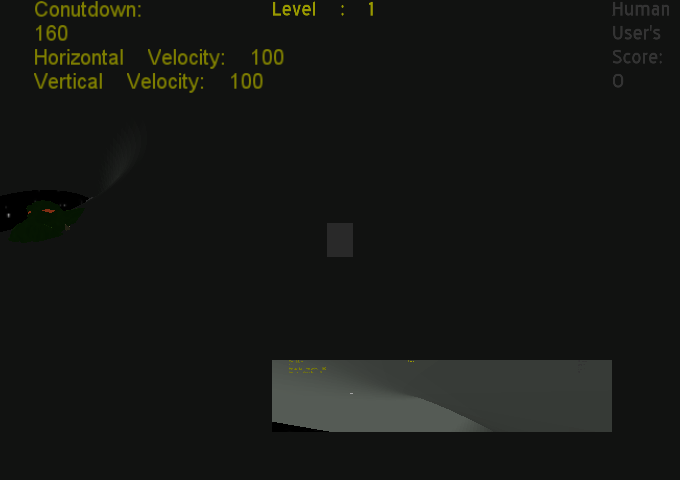 Conutdown:
160
Horizontal Velocity: 100
Vertical Velocity: 100
Level : 1
Human
User's
Score:
0